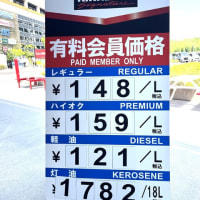 有料会員価格
PAID MEMBER ONLY
レギュラー REGULAR
¥148/L 税込
ハイオク PREMIUM
¥159/L 税込
軽油 DIESEL
¥121/L 税込
灯油 KEROSENE
1782/18L